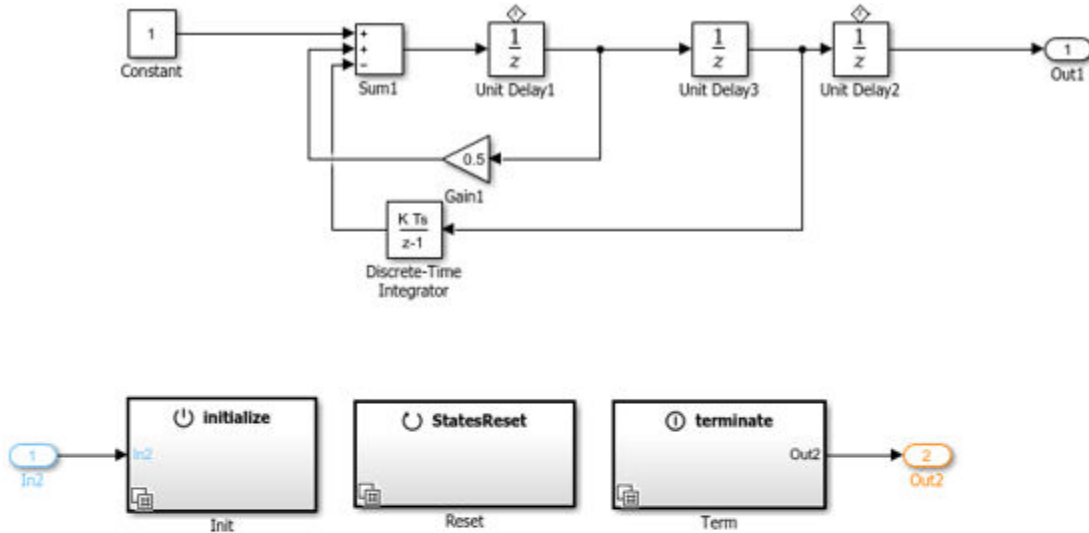 1
Constant
+
+
−
Sum1
1
z
Unit Delay1
1
z
Unit Delay3
1
z
Unit Delay2
1
Out1
0.5
Gain1
K Ts
z-1
Discrete-Time
Integrator
1
In2
initialize
In2
Init
StatesReset
Reset
terminate
Out2
Term
2
Out2